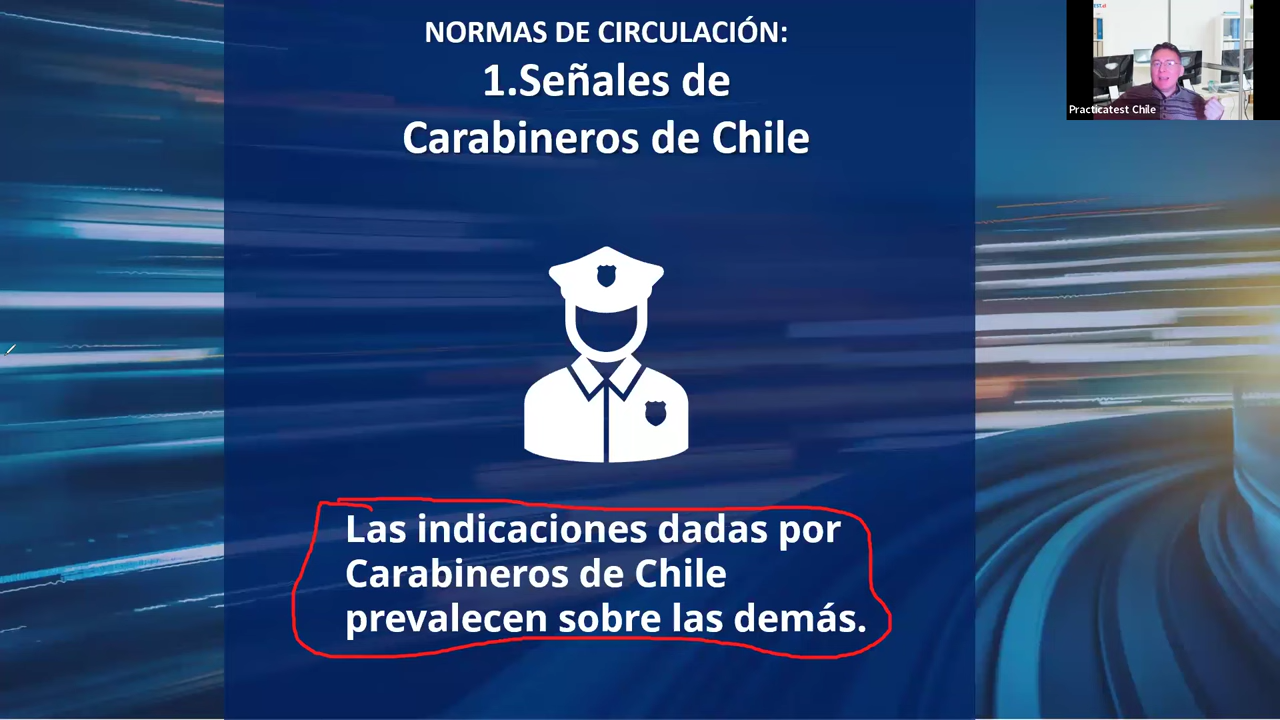 NORMAS DE CIRCULACIÓN:
1.Señales de
Carabineros de Chile
Las indicaciones dadas por
Carabineros de Chile
prevalecen sobre las demás.
Practicatest Chile